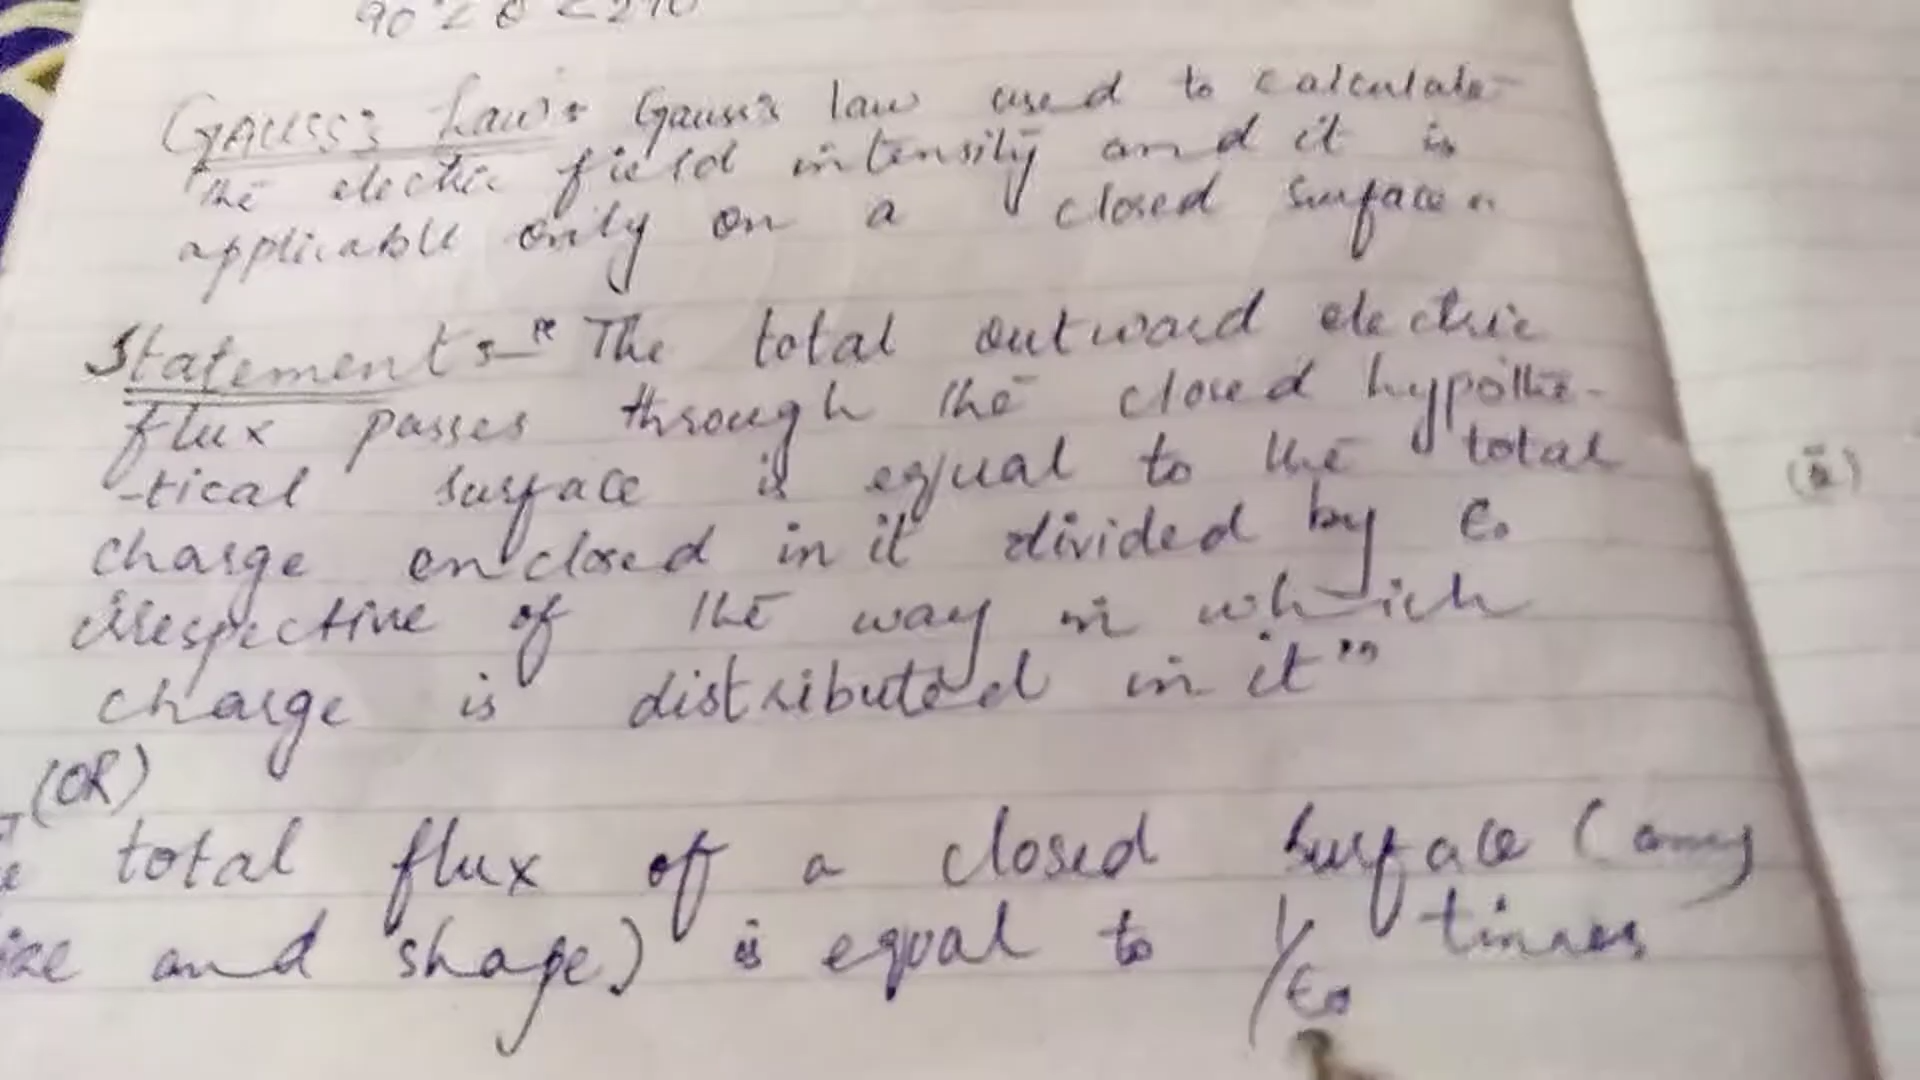 90° < θ < 270
GAUSS's Law:- Gauss's law used to calculate
the electric field intensity and it is
applicable only on a closed surface.
Statement:- "The total outward electric
flux passes through the closed hypothe-
-tical surface is equal to the total
charge enclosed in it divided by ε₀
irrespective of the way in which
charge is distributed in it"
(OR)
total flux of a closed surface (any
size and shape) is equal to 1/ε₀ times